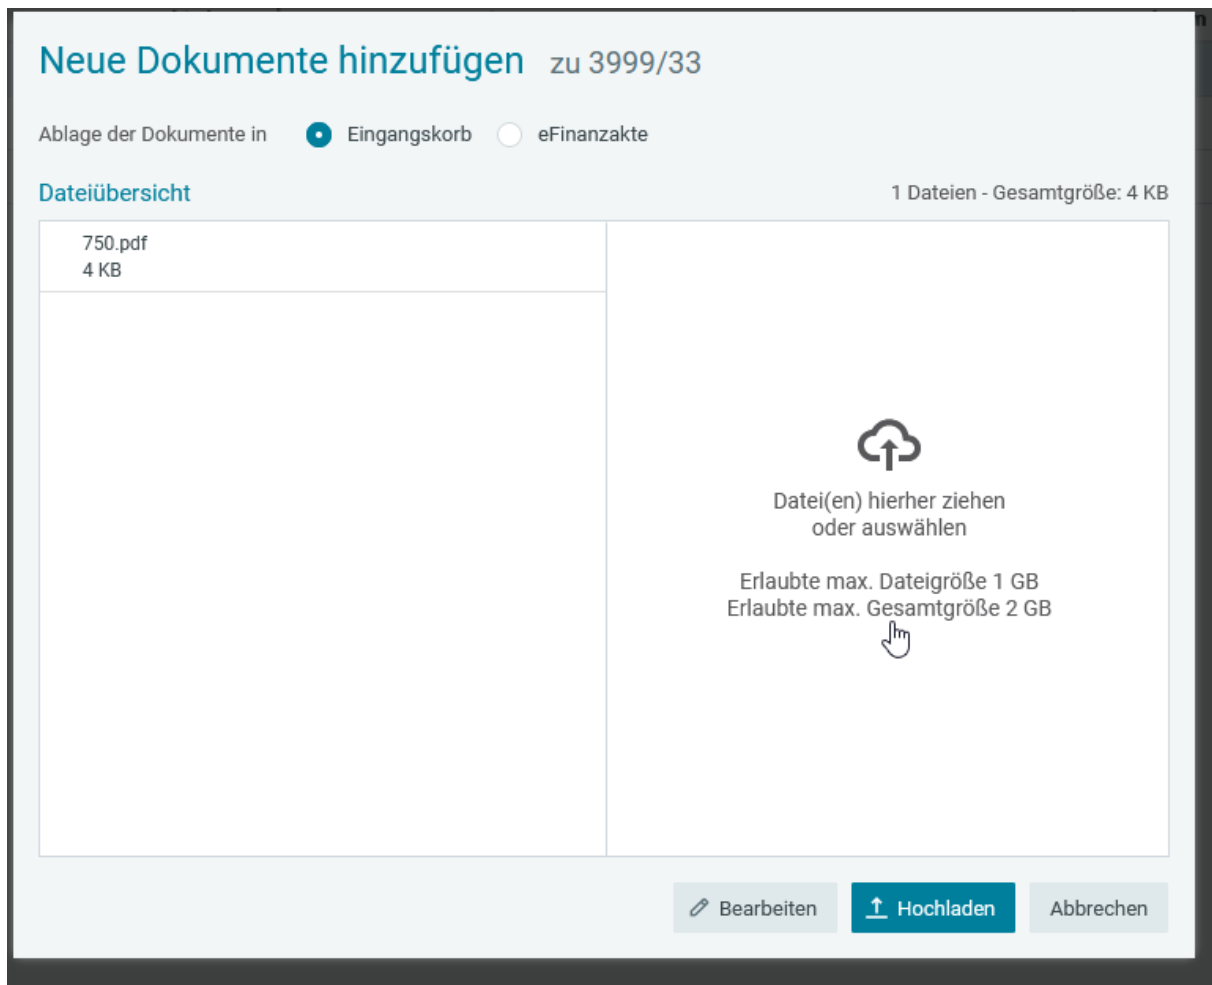 Neue Dokumente hinzufügen zu 3999/33
Ablage der Dokumente in Eingangskorb eFinanzakte
Dateiübersicht 1 Dateien - Gesamtgröße: 4 KB
750.pdf
4 KB
Datei(en) hierher ziehen
oder auswählen
Erlaubte max. Dateigröße 1 GB
Erlaubte max. Gesamtgröße 2 GB
Bearbeiten Hochladen Abbrechen